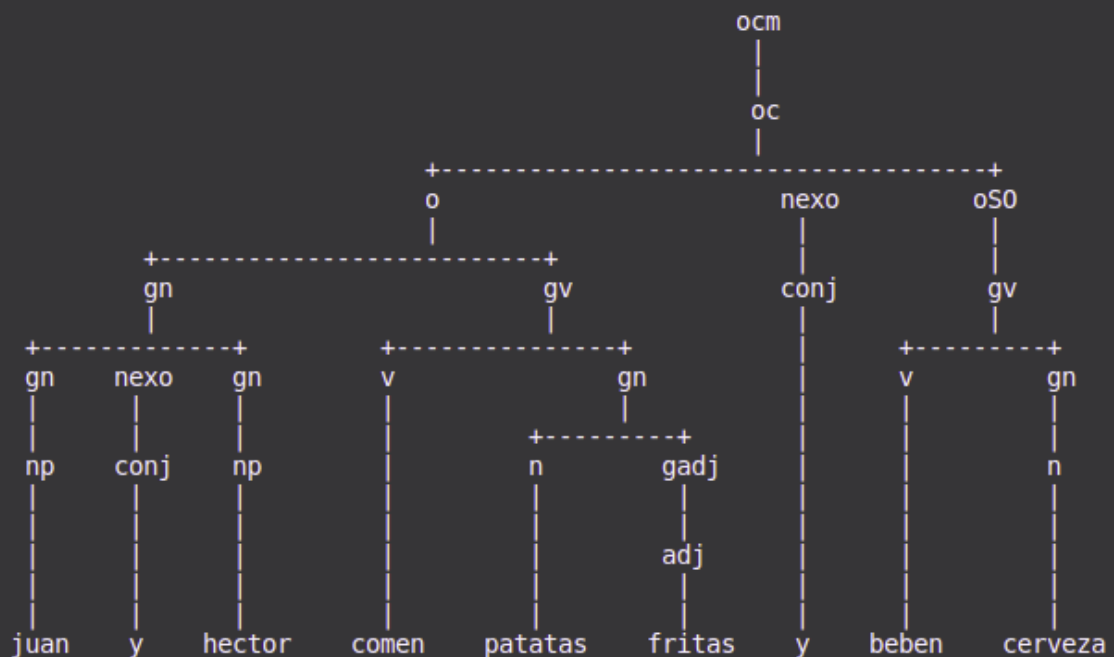 ocm
oc
o nexo oSO
gn gv conj gv
gn nexo gn v gn v gn
np conj np n gadj n
adj
juan y hector comen patatas fritas y beben cerveza